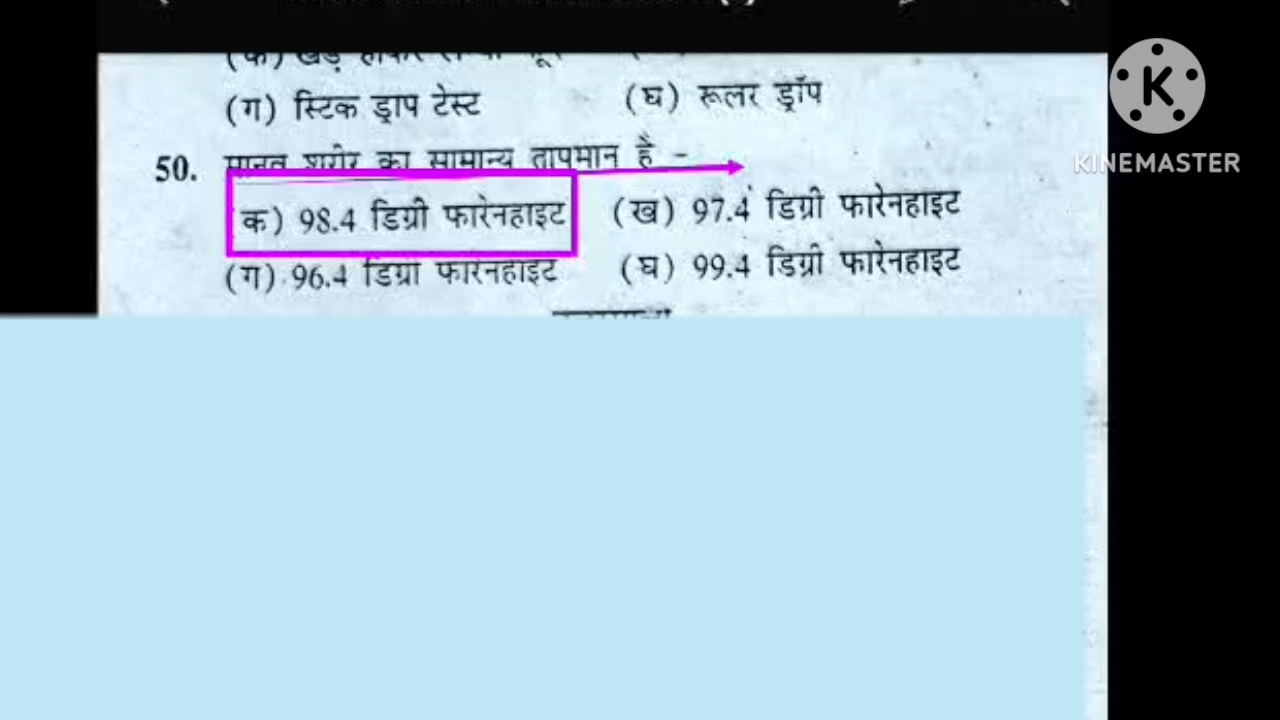 (ग) स्टिक ड्राप टेस्ट (घ) रूलर ड्रॉप
50. मानव शरीर का सामान्य तापमान है -
क) 98.4 डिग्री फारेनहाइट (ख) 97.4 डिग्री फारेनहाइट
(ग) 96.4 डिग्री फारेनहाइट (घ) 99.4 डिग्री फारेनहाइट
K
KINEMASTER